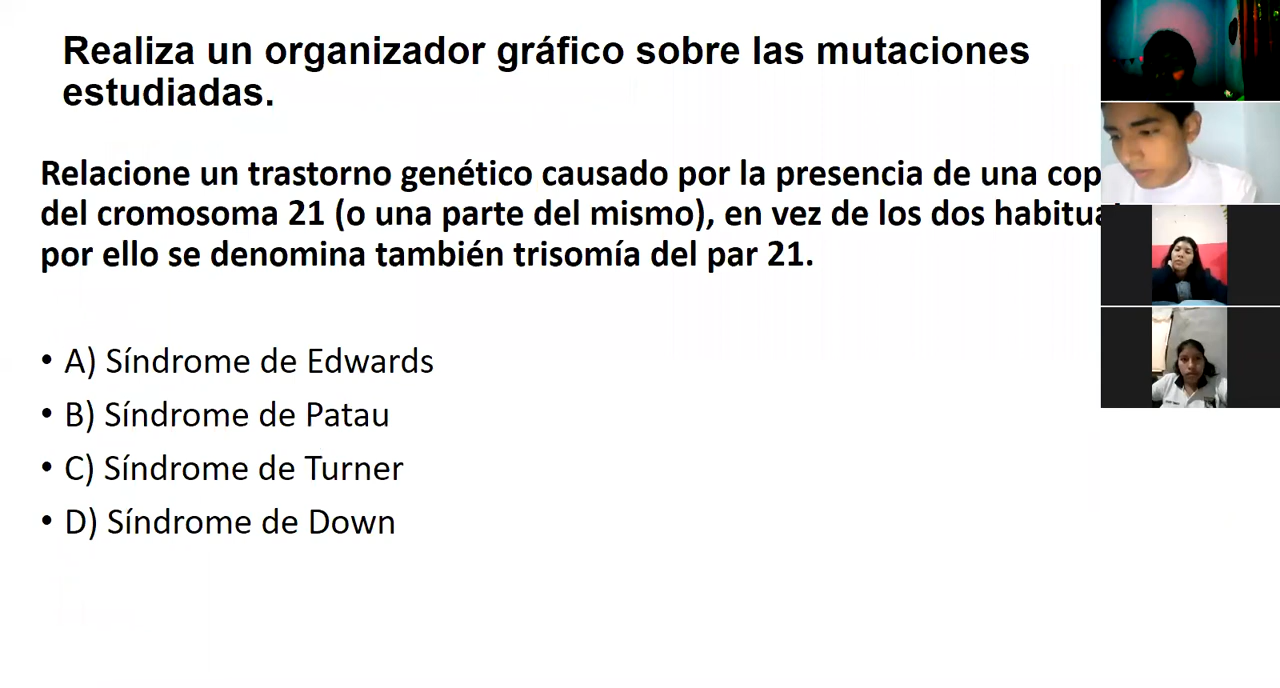 Realiza un organizador gráfico sobre las mutaciones
estudiadas.
Relacione un trastorno genético causado por la presencia de una
del cromosoma 21 (o una parte del mismo), en vez de los dos
por ello se denomina también trisomía del par 21.
• A) Síndrome de Edwards
• B) Síndrome de Patau
• C) Síndrome de Turner
• D) Síndrome de Down